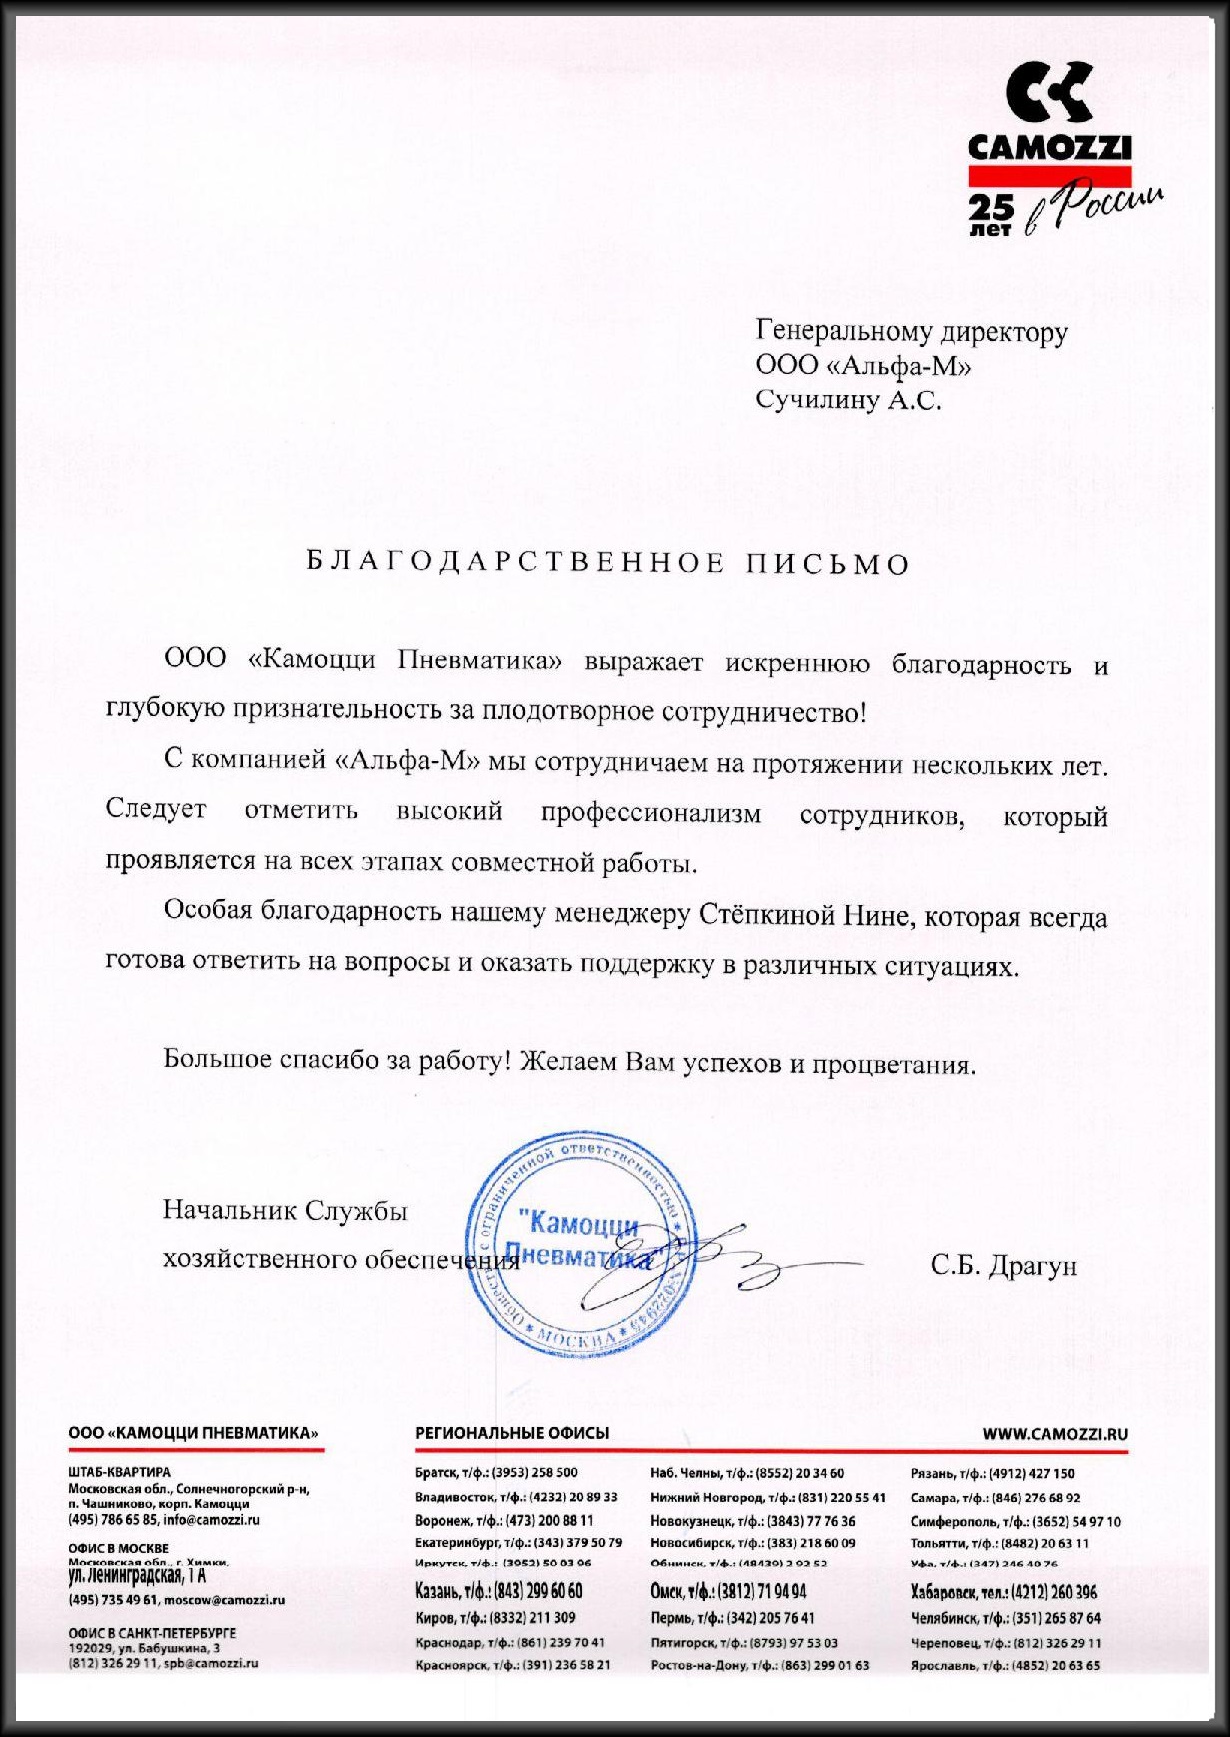 CAMOZZI
25 лет в России
Генеральному директору
ООО «Альфа-М»
Сучилину А.С.
БЛАГОДАРСТВЕННОЕ ПИСЬМО
ООО «Камоцци Пневматика» выражает искреннюю благодарность и
глубокую признательность за плодотворное сотрудничество!
С компанией «Альфа-М» мы сотрудничаем на протяжении нескольких лет.
Следует отметить высокий профессионализм сотрудников, который
проявляется на всех этапах совместной работы.
Особая благодарность нашему менеджеру Стёпкиной Нине, которая всегда
готова ответить на вопросы и оказать поддержку в различных ситуациях.
Большое спасибо за работу! Желаем Вам успехов и процветания.
Начальник Службы
хозяйственного обеспечения
С.Б. Драгун
Общество с ограниченной ответственностью
"Камоцци
Пневматика"
МОСКВА
ООО «КАМОЦЦИ ПНЕВМАТИКА»
ШТАБ-КВАРТИРА
Московская обл., Солнечногорский р-н,
п. Чашниково, корп. Камоцци
(495) 786 65 85, info@camozzi.ru
ОФИС В МОСКВЕ
Московская обл., г. Химки,
ул. Ленинградская, 1 А
(495) 735 49 61, moscow@camozzi.ru
ОФИС В САНКТ-ПЕТЕРБУРГЕ
192029, ул. Бабушкина, 3
(812) 326 29 11, spb@camozzi.ru
РЕГИОНАЛЬНЫЕ ОФИСЫ
WWW.CAMOZZI.RU
Братск, т/ф.: (3953) 258 500
Владивосток, т/ф.: (4232) 20 89 33
Воронеж, т/ф.: (473) 200 88 11
Екатеринбург, т/ф.: (343) 379 50 79
Иркутск, т/ф.: (3952) 50 03 06
Казань, т/ф.: (843) 299 60 60
Киров, т/ф.: (8332) 211 309
Краснодар, т/ф.: (861) 239 70 41
Красноярск, т/ф.: (391) 236 58 21
Наб. Челны, т/ф.: (8552) 20 34 60
Нижний Новгород, т/ф.: (831) 220 55 41
Новокузнецк, т/ф.: (3843) 77 76 36
Новосибирск, т/ф.: (383) 218 60 09
Обнинск, т/ф.:
Омск, т/ф.: (3812) 71 94 94
Пермь, т/ф.: (342) 205 76 41
Пятигорск, т/ф.: (8793) 97 53 03
Ростов-на-Дону, т/ф.: (863) 299 01 63
Рязань, т/ф.: (4912) 427 150
Самара, т/ф.: (846) 276 68 92
Симферополь, т/ф.: (3652) 54 97 10
Тольятти, т/ф.: (8482) 20 63 11
Уфа, т/ф.: (347) 246 40 76
Хабаровск, тел.: (4212) 260 396
Челябинск, т/ф.: (351) 265 87 64
Череповец, т/ф.: (812) 326 29 11
Ярославль, т/ф.: (4852) 20 63 65